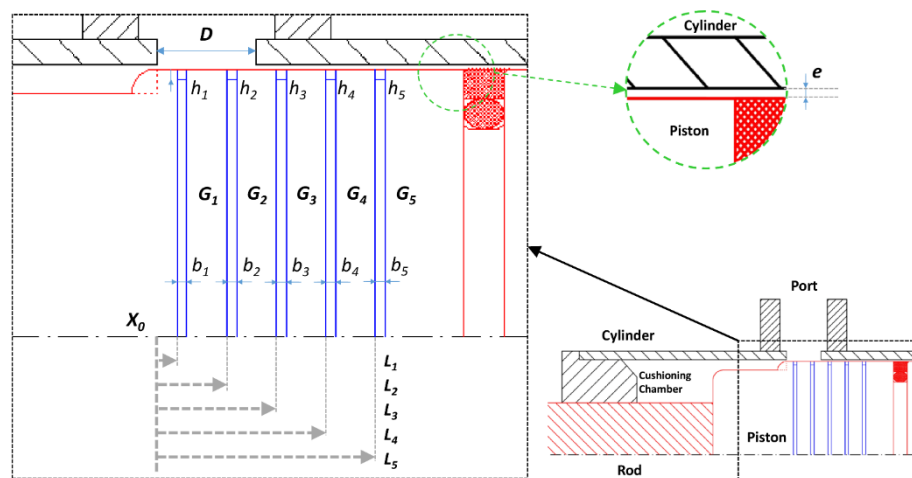 D
h1 h2 h3 h4 h5
G1 G2 G3 G4 G5
b1 b2 b3 b4 b5
X0
L1
L2
L3
L4
L5
Cylinder
e
Piston
Port
Cylinder
Cushioning
Chamber
Piston
Rod